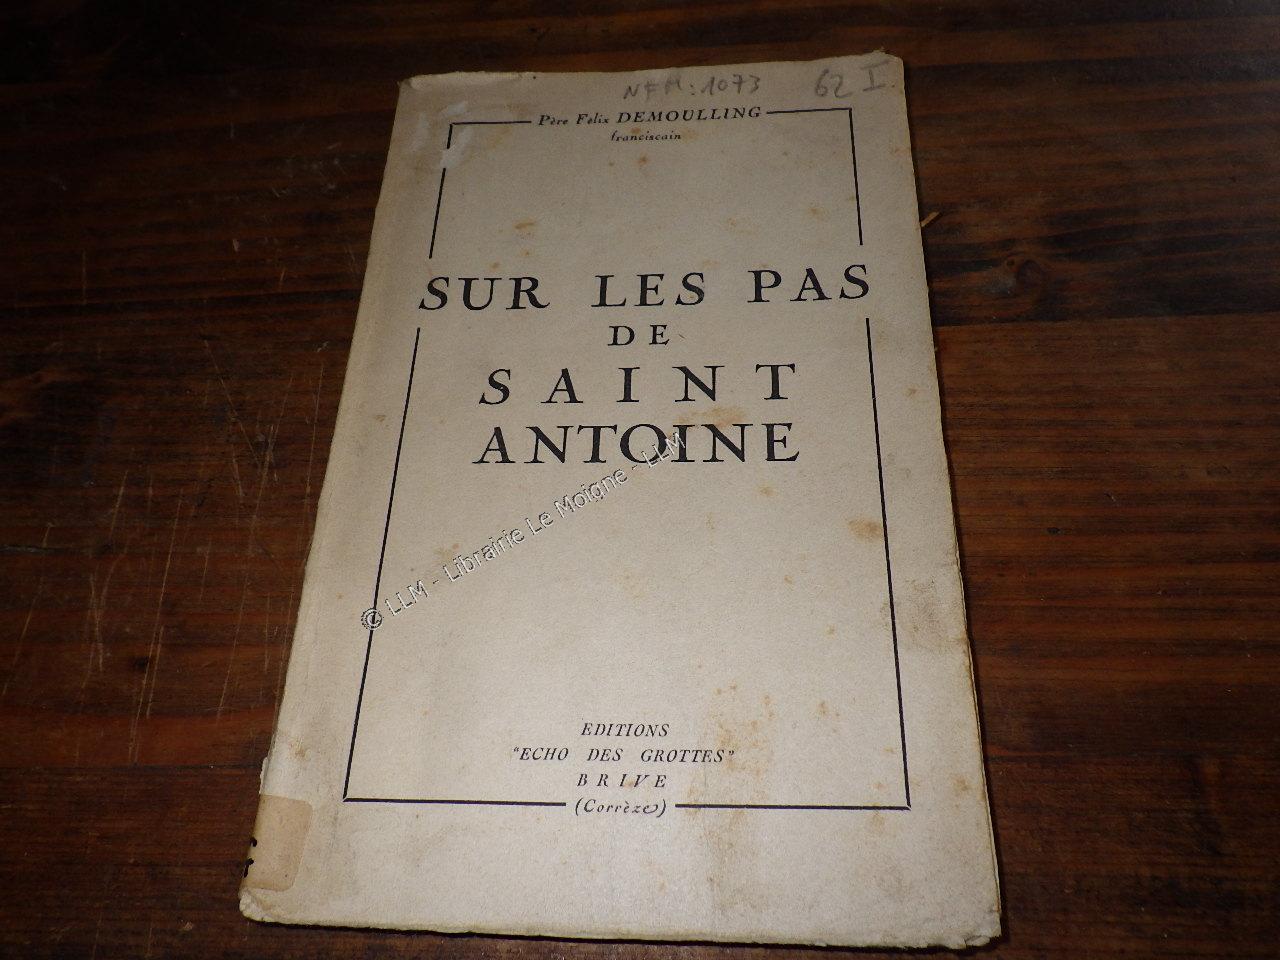 NFM: 1073
62 I
Père Félix DEMOULLING
franciscain
SUR LES PAS
DE
SAINT
ANTOINE
© LLM - Librairie Le Moigne - LLM
EDITIONS
"ECHO DES GROTTES"
BRIVE
(Corrèze)